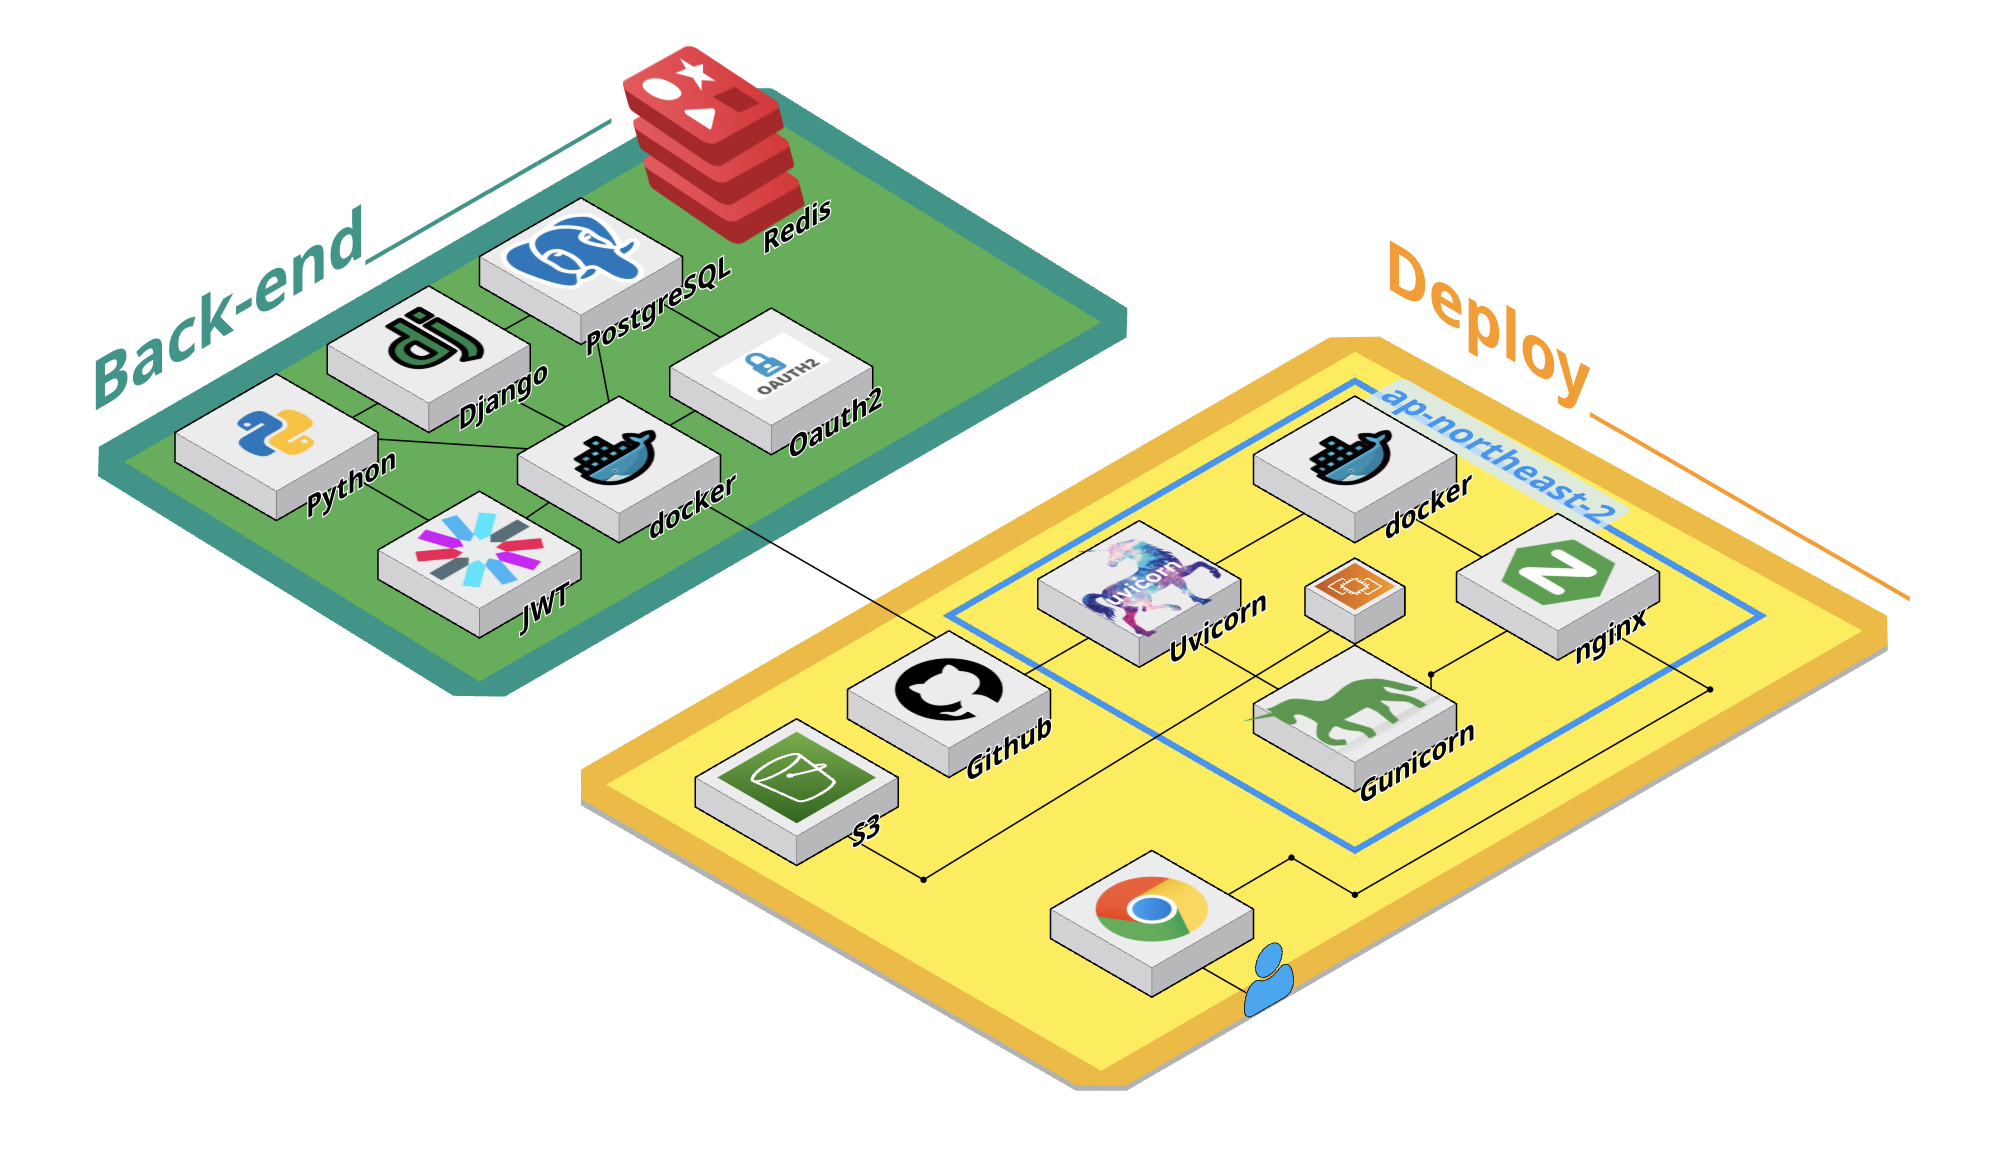 Back-end
Redis
PostgreSQL
Django
OAUTH2
Oauth2
Python
docker
JWT
Deploy
ap-northeast-2
docker
uvicorn
Uvicorn
nginx
Github
Gunicorn
S3